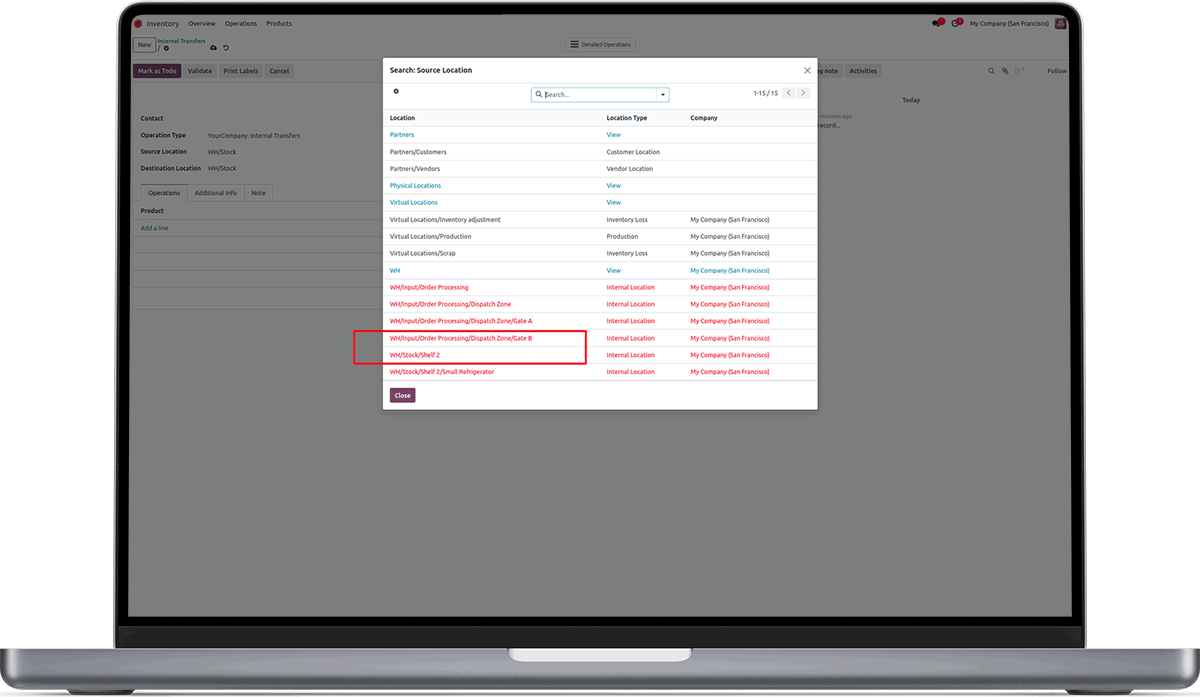 Inventory Overview Operations Products My Company (San Francisco)
New Internal Transfers Detailed Operations
Mark as Todo Validate Print Labels Cancel og note Activities Follow
Search: Source Location
Search... 1-15 / 15
Today
minutes ago
record...
Contact
Operation Type YourCompany: Internal Transfers
Source Location WH/Stock
Destination Location WH/Stock
Operations Additional Info Note
Product
Add a line
Location Location Type Company
Partners View
Partners/Customers Customer Location
Partners/Vendors Vendor Location
Physical Locations View
Virtual Locations View
Virtual Locations/Inventory adjustment Inventory Loss My Company (San Francisco)
Virtual Locations/Production Production My Company (San Francisco)
Virtual Locations/Scrap Inventory Loss My Company (San Francisco)
WH View My Company (San Francisco)
WH/Input/Order Processing Internal Location My Company (San Francisco)
WH/Input/Order Processing/Dispatch Zone Internal Location My Company (San Francisco)
WH/Input/Order Processing/Dispatch Zone/Gate A Internal Location My Company (San Francisco)
WH/Input/Order Processing/Dispatch Zone/Gate B Internal Location My Company (San Francisco)
WH/Stock/Shelf 2 Internal Location My Company (San Francisco)
WH/Stock/Shelf 2/Small Refrigerator Internal Location My Company (San Francisco)
Close